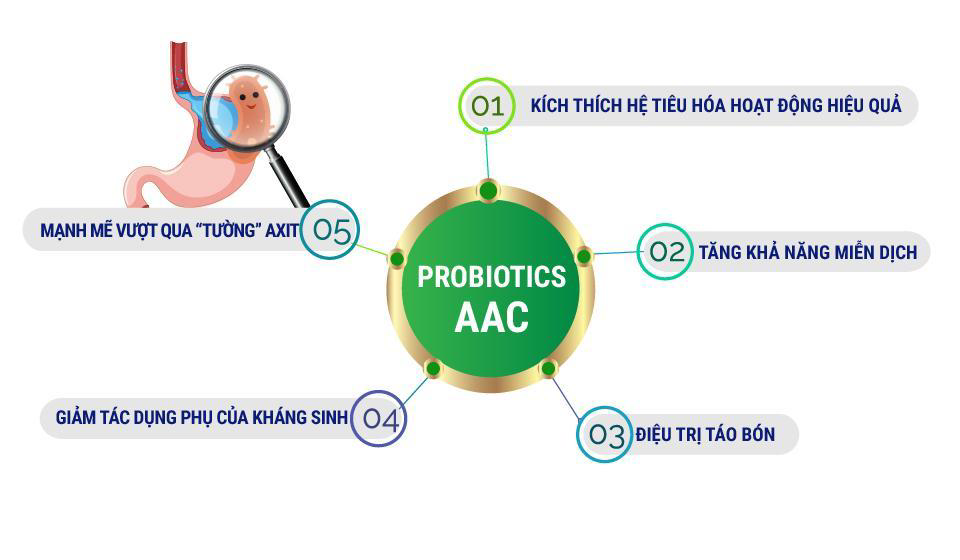 01
KÍCH THÍCH HỆ TIÊU HÓA HOẠT ĐỘNG HIỆU QUẢ
02
TĂNG KHẢ NĂNG MIỄN DỊCH
03
ĐIỆU TRỊ TÁO BÓN
04
GIẢM TÁC DỤNG PHỤ CỦA KHÁNG SINH
05
MẠNH MẼ VƯỢT QUA “TƯỜNG” AXIT
PROBIOTICS
AAC